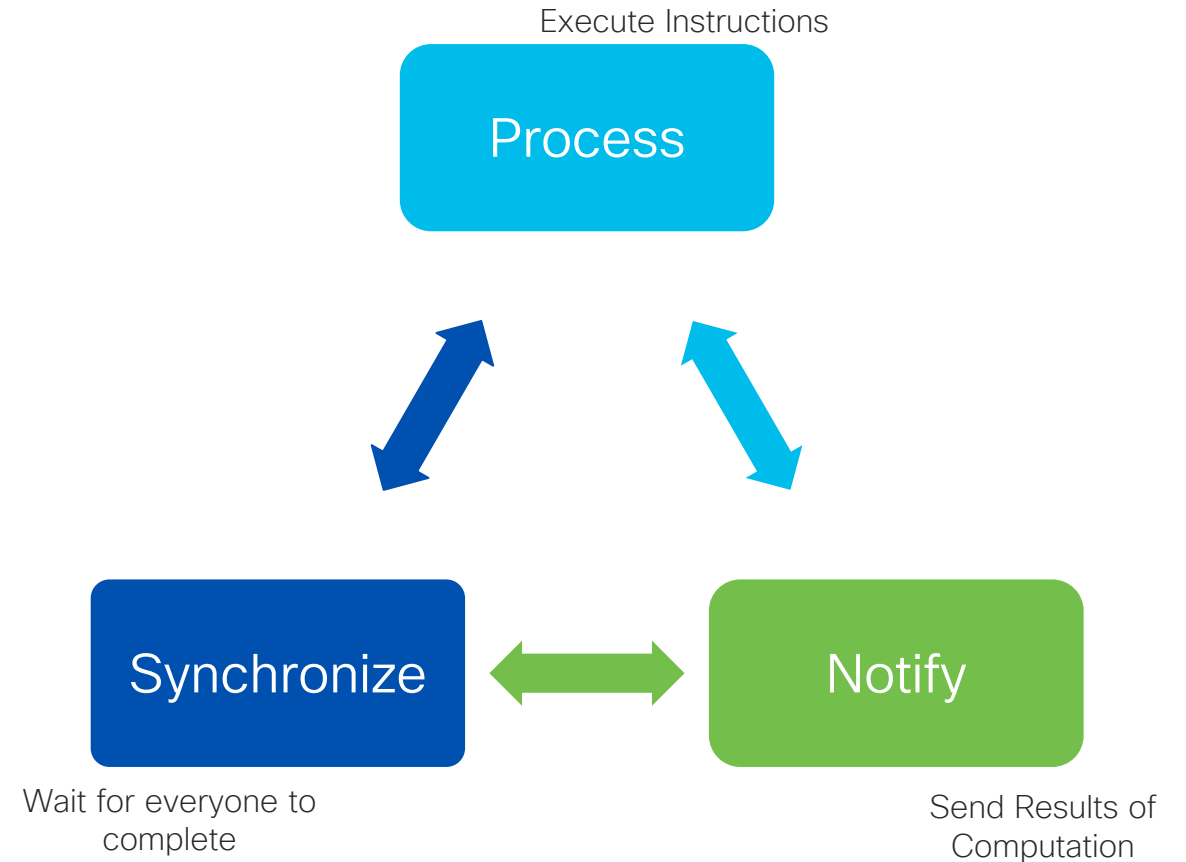 Execute Instructions
Process
Synchronize
Notify
Wait for everyone to
complete
Send Results of
Computation